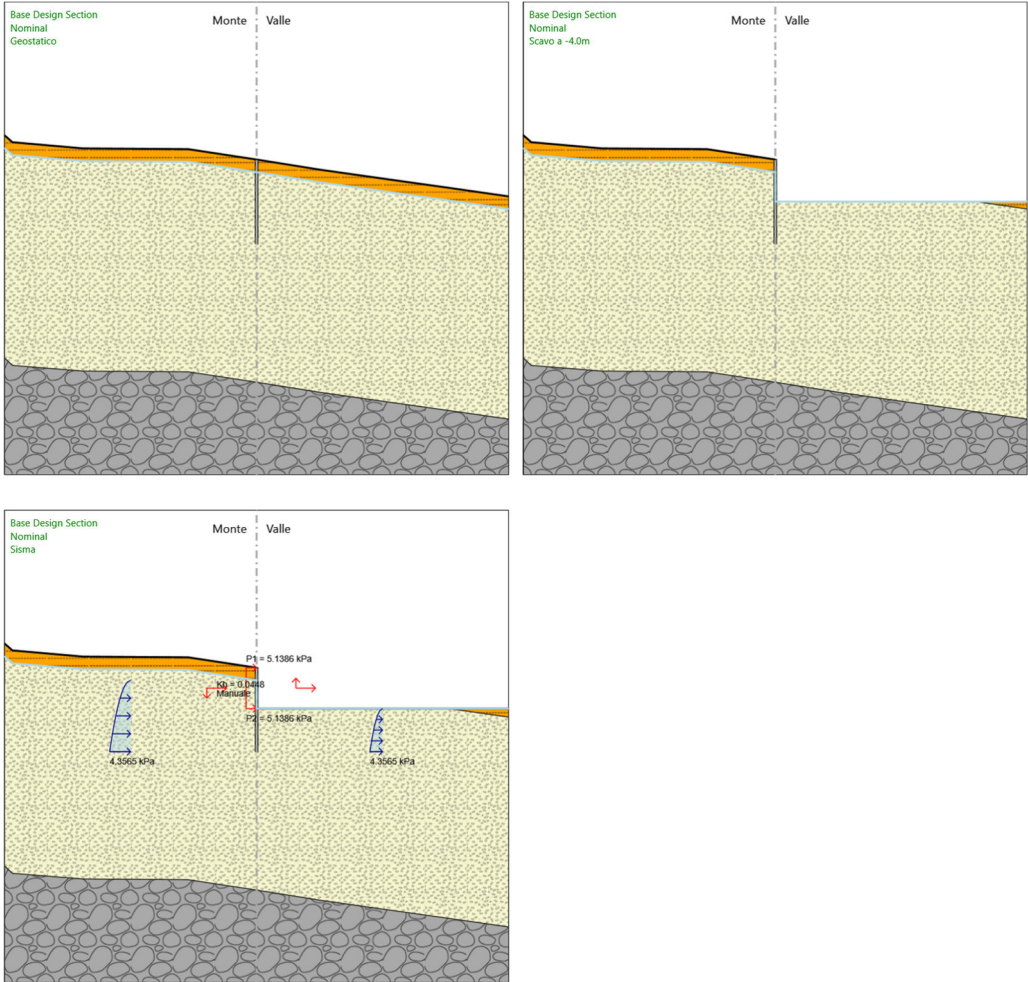 Base Design Section
Nominal
Geostatico
Monte
Valle
Base Design Section
Nominal
Scavo a -4.0m
Monte
Valle
Base Design Section
Nominal
Sisma
Monte
Valle
P1 = 5.1386 kPa
Kh = 0.0448
Manuale
P2 = 5.1386 kPa
4.3565 kPa
4.3565 kPa